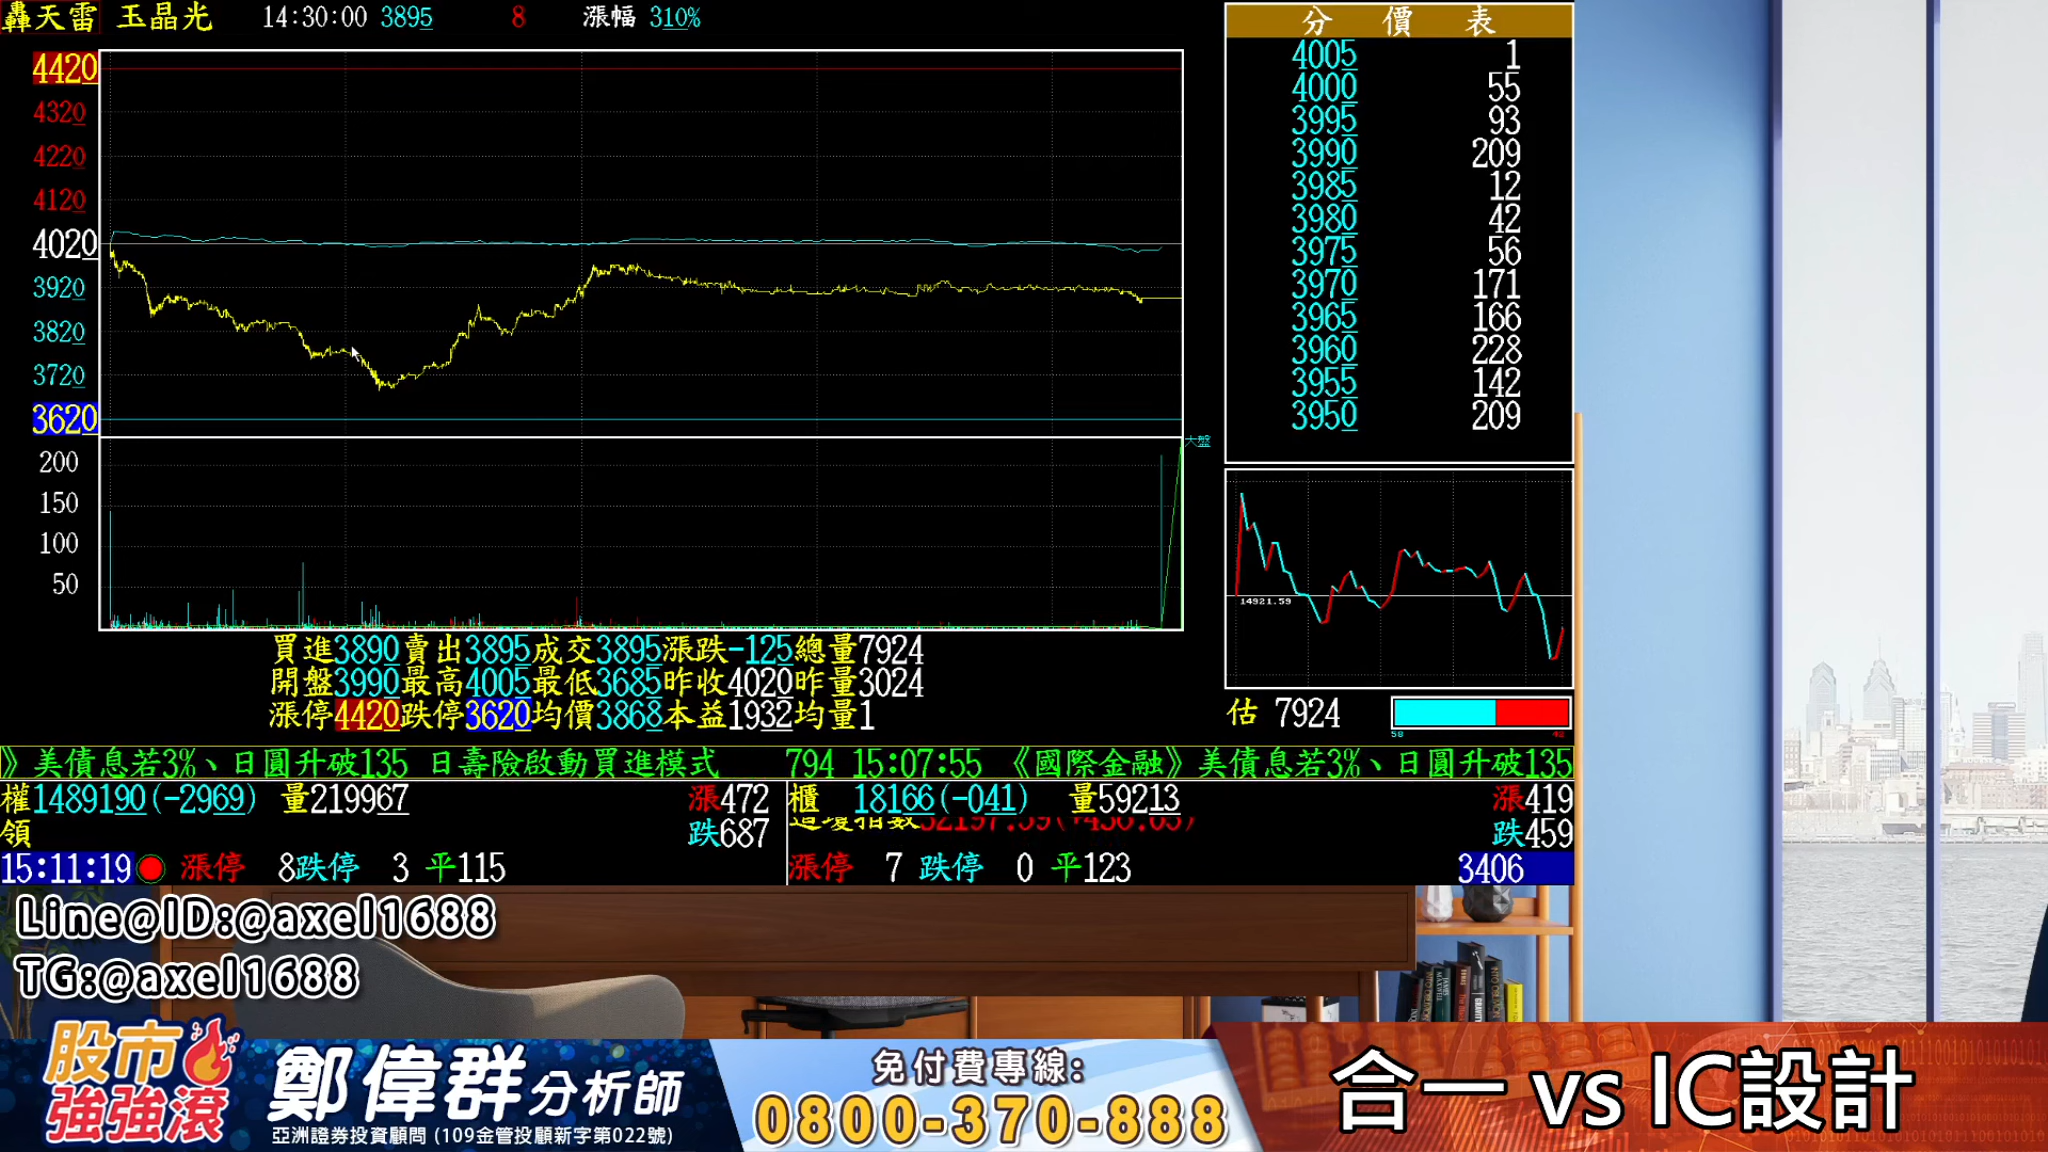 轟天雷 玉晶光 14:30:00 3895 8 漲幅 310%
4420
4320
4220
4120
4020
3920
3820
3720
3620
200
150
100
50
大盤
分價表
4005 1
4000 55
3995 93
3990 209
3985 12
3980 42
3975 56
3970 171
3965 166
3960 228
3955 142
3950 209
14921.59
買進3890賣出3895成交3895漲跌-125總量7924
開盤3990最高4005最低3685昨收4020昨量3024
漲停4420跌停3620均價3868本益1932均量1
估 7924
58 42
》美債息若3%、日圓升破135 日壽險啟動買進模式 794 15:07:55 《國際金融》美債息若3%、日圓升破135
權1489190(-2969) 量219967 漲472
櫃 18166(-041) 量59213 漲419
領 跌687
跌459
15:11:19 漲停 8跌停 3 平115
漲停 7 跌停 0 平123 3406
Line@ID:@axel1688
TG:@axel1688
股市強強滾
鄭偉群分析師
亞洲證券投資顧問 (109金管投顧新字第022號)
免付費專線:
0800-370-888
合一 vs IC設計